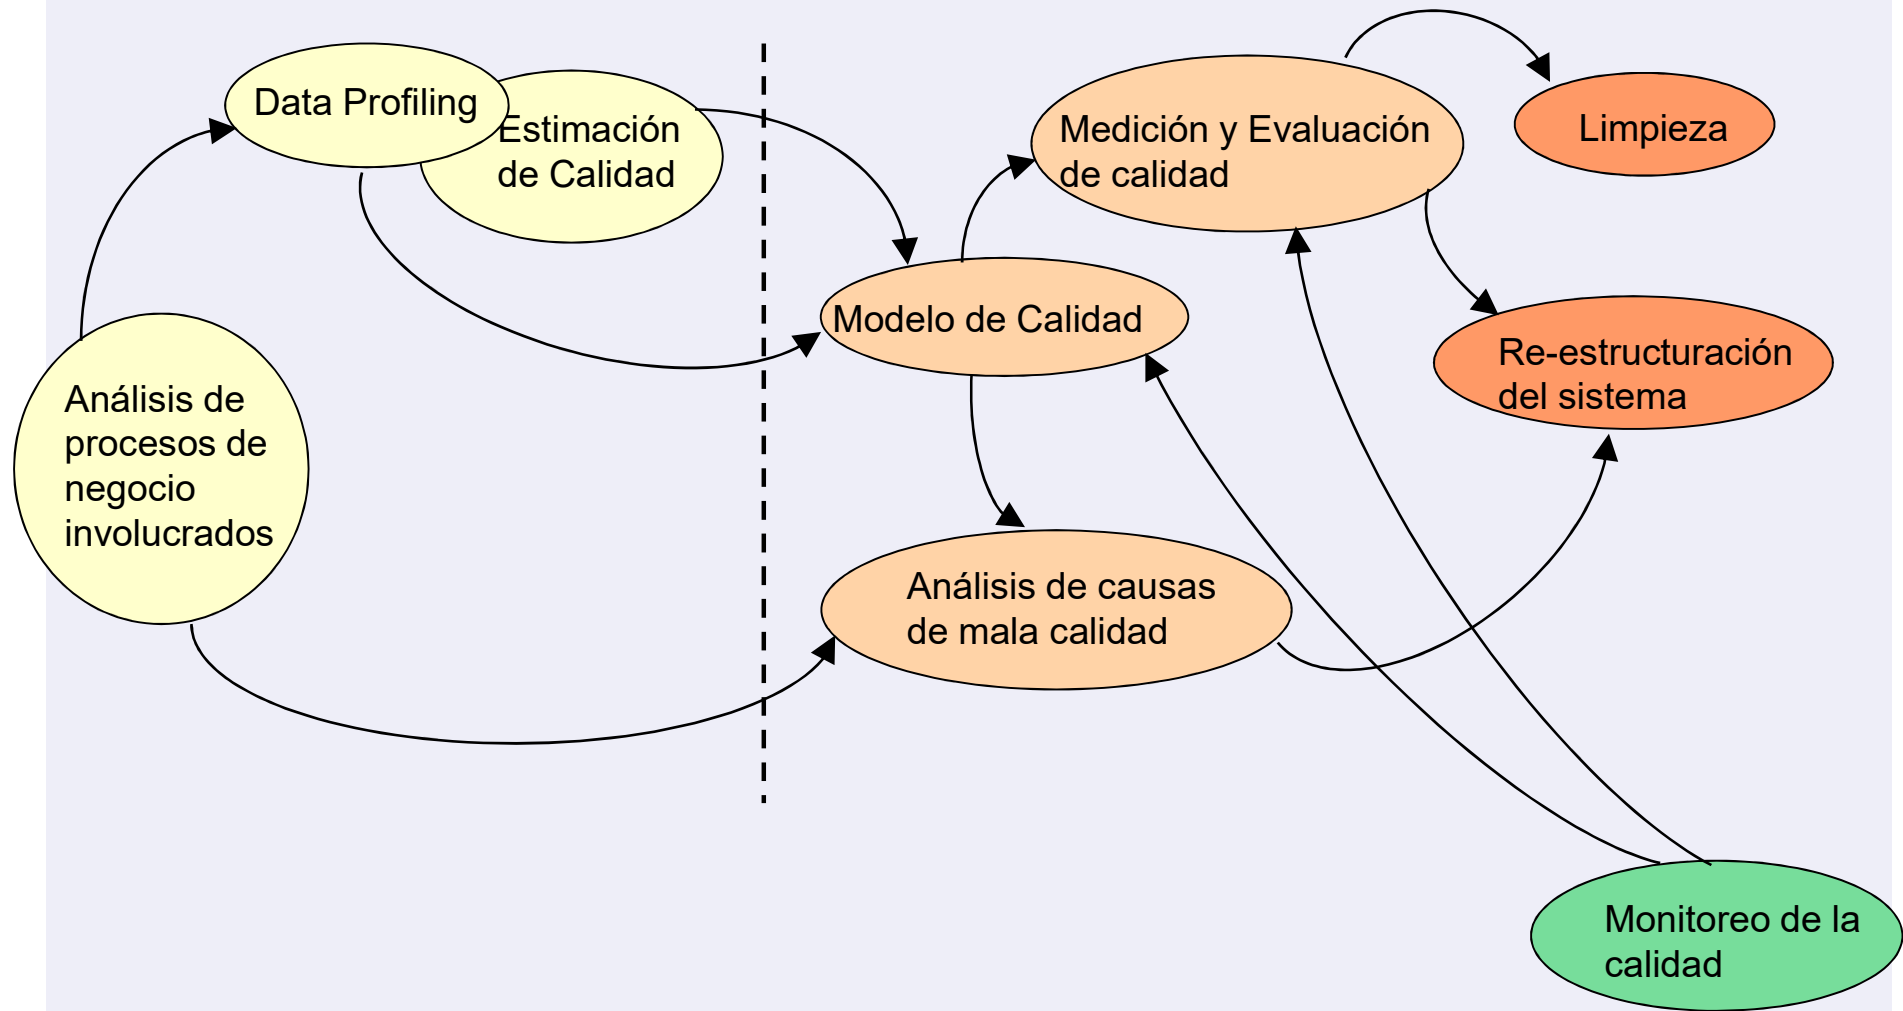 Data Profiling
Estimación
de Calidad
Medición y Evaluación
de calidad
Limpieza
Modelo de Calidad
Re-estructuración
del sistema
Análisis de
procesos de
negocio
involucrados
Análisis de causas
de mala calidad
Monitoreo de la
calidad